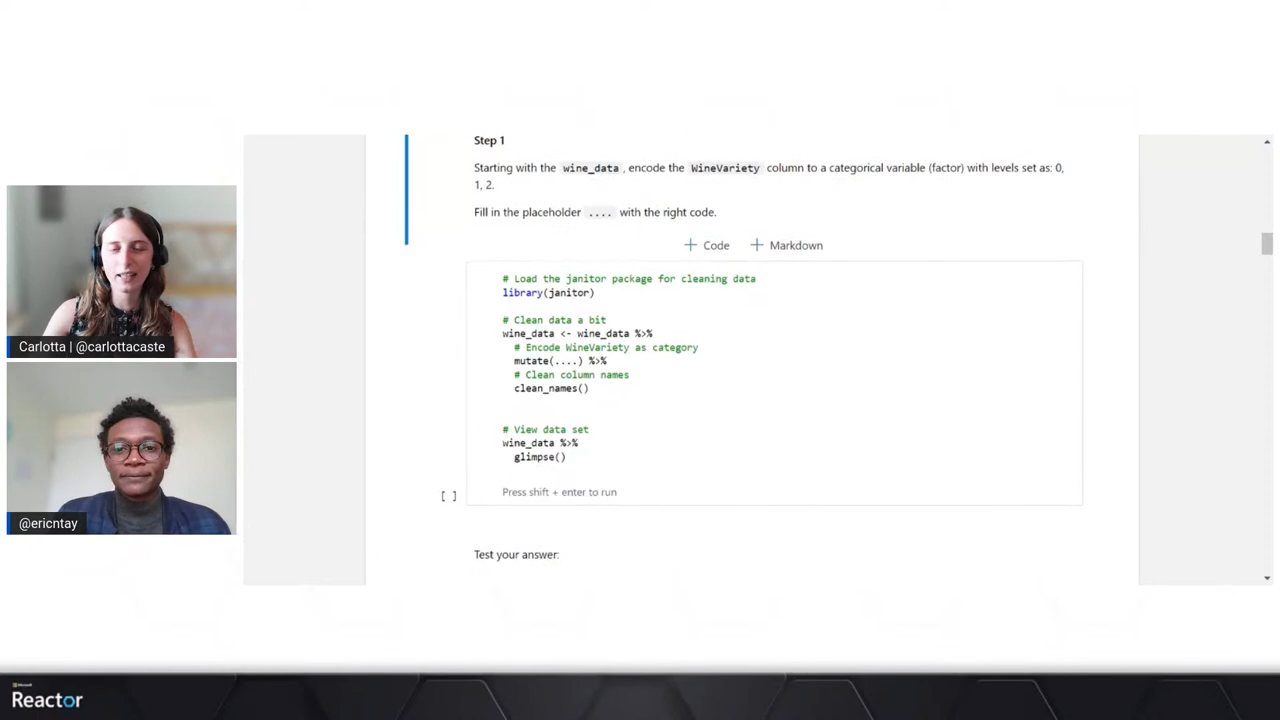 Step 1
Starting with the wine_data , encode the WineVariety column to a categorical variable (factor) with levels set as: 0,
1, 2.
Fill in the placeholder .... with the right code.
+ Code + Markdown
# Load the janitor package for cleaning data
library(janitor)
# Clean data a bit
wine_data <- wine_data %>%
# Encode WineVariety as category
mutate(....) %>%
# Clean column names
clean_names()
# View data set
wine_data %>%
glimpse()
Press shift + enter to run
[ ]
Test your answer:
Carlotta | @carlottacaste
@ericntay
Microsoft
Reactor